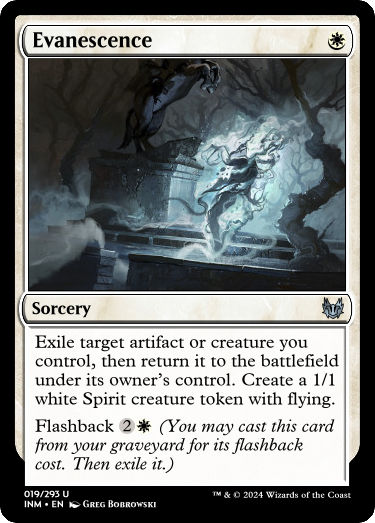 Evanescence
Sorcery
Exile target artifact or creature you
control, then return it to the battlefield
under its owner's control. Create a 1/1
white Spirit creature token with flying.
Flashback 2 (You may cast this card
from your graveyard for its flashback
cost. Then exile it.)
019/293 U
INM • EN Greg Bobrowski
™ & © 2024 Wizards of the Coast